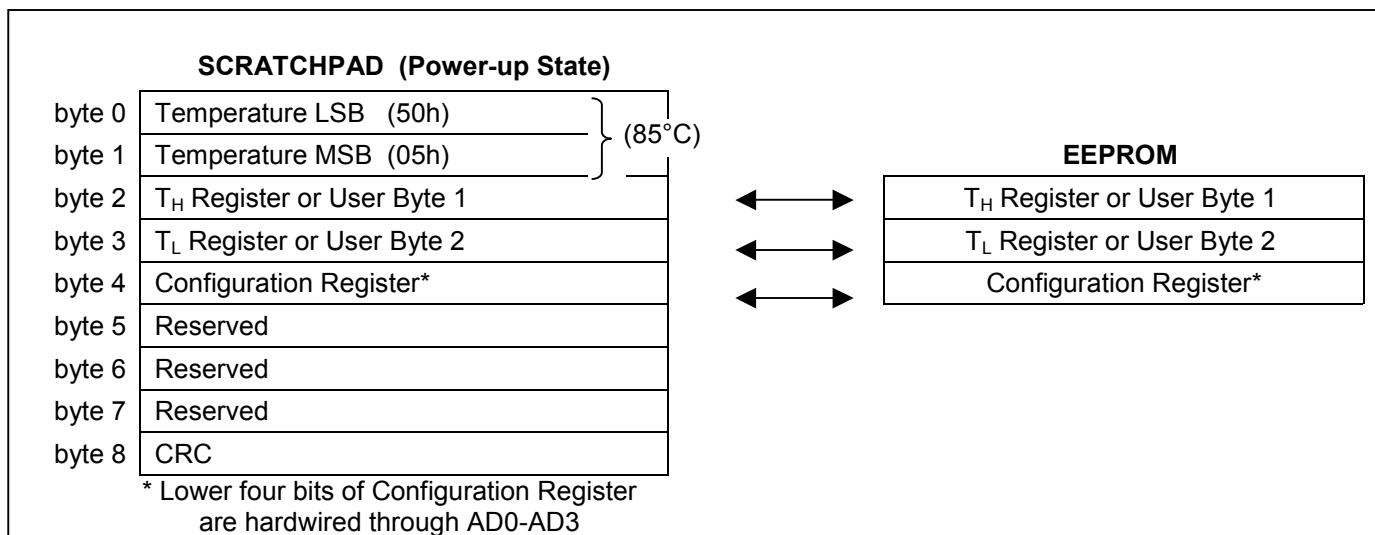 SCRATCHPAD (Power-up State)
byte 0 Temperature LSB (50h)
(85°C)
byte 1 Temperature MSB (05h)
EEPROM
byte 2 TH Register or User Byte 1 TH Register or User Byte 1
byte 3 TL Register or User Byte 2 TL Register or User Byte 2
byte 4 Configuration Register* Configuration Register*
byte 5 Reserved
byte 6 Reserved
byte 7 Reserved
byte 8 CRC
* Lower four bits of Configuration Register
are hardwired through AD0-AD3